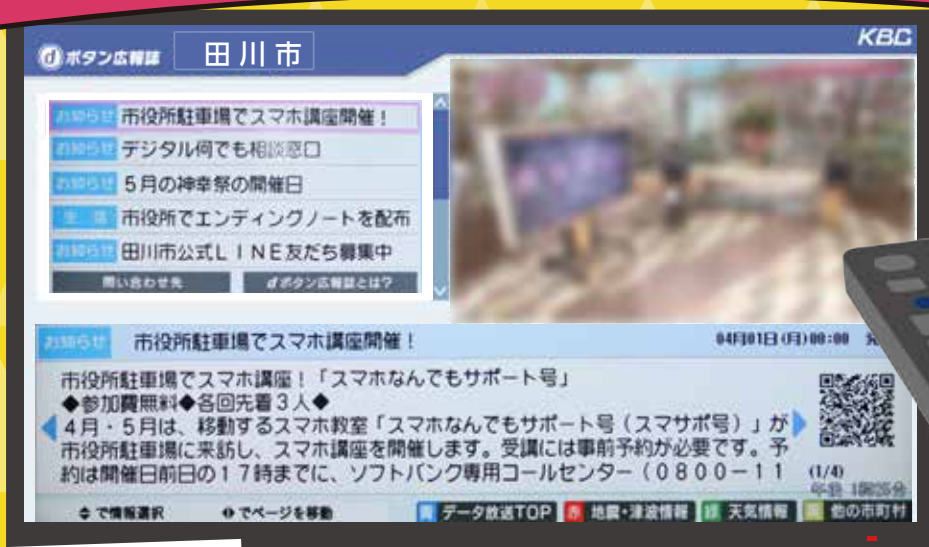 dボタン広報誌
田川市
KBC
お知らせ 市役所駐車場でスマホ講座開催！
お知らせ デジタル何でも相談窓口
お知らせ ５月の神幸祭の開催日
生 活 市役所でエンディングノートを配布
お知らせ 田川市公式ＬＩＮＥ友だち募集中
問い合わせ先 dボタン広報誌とは?
お知らせ 市役所駐車場でスマホ講座開催！ 04月01日(月)00:00
市役所駐車場でスマホ講座！「スマホなんでもサポート号」
◆参加費無料◆各回先着３人◆
４月・５月は、移動するスマホ教室「スマホなんでもサポート号（スマサポ号）」が
市役所駐車場に来訪し、スマホ講座を開催します。受講には事前予約が必要です。予
約は開催日前日の１７時までに、ソフトバンク専用コールセンター（０８００－１１
(1/4)
午後 1時25分
で情報選択 でページを移動 青 データ放送TOP 赤 地震・津波情報 緑 天気情報 黄 他の市町村